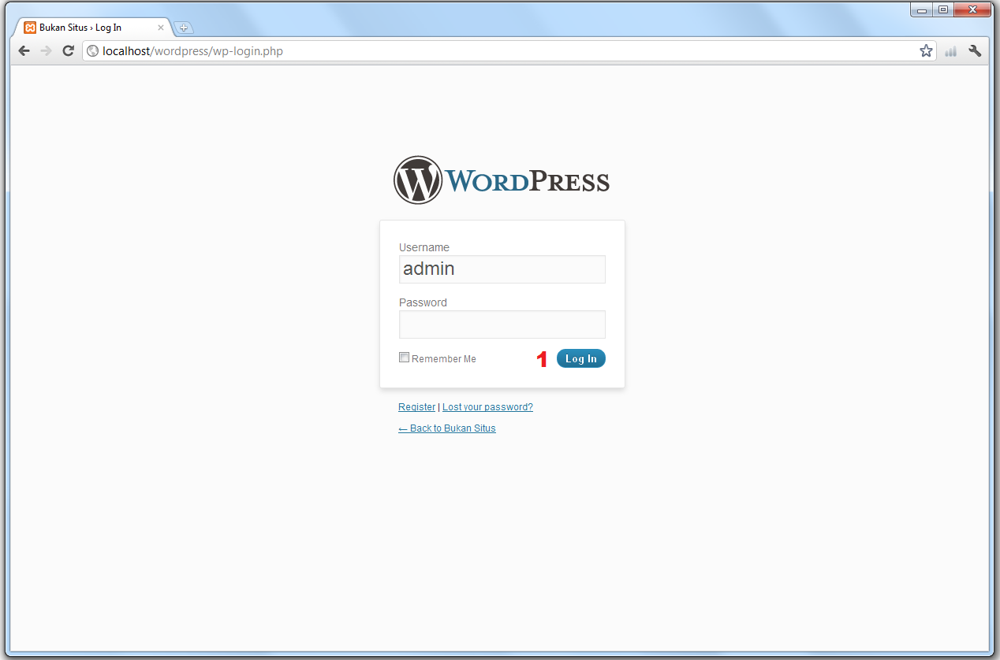 Bukan Situs › Log In
localhost/wordpress/wp-login.php
WORDPRESS
Username
admin
Password
Remember Me 1 Log In
Register | Lost your password?
← Back to Bukan Situs